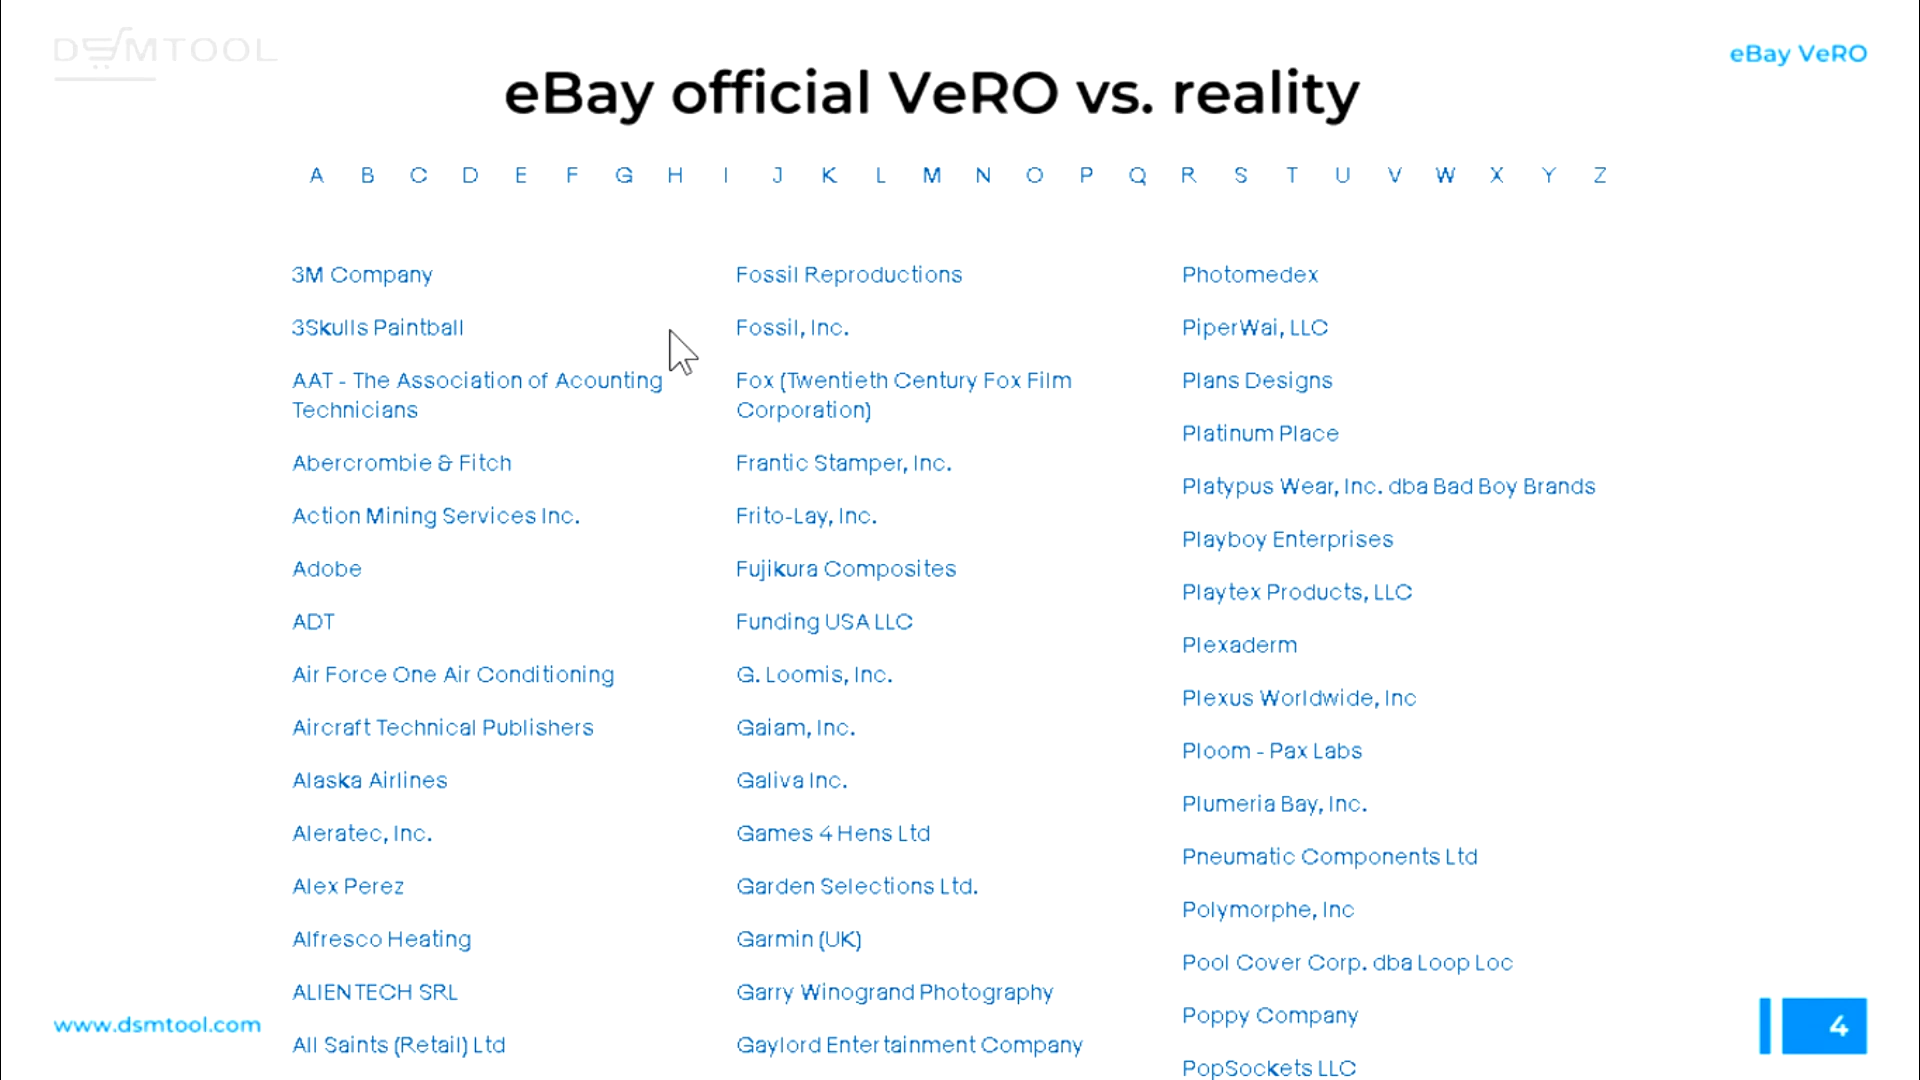 DSMTOOL
eBay VeRO
eBay official VeRO vs. reality
A B C D E F G H I J K L M N O P Q R S T U V W X Y Z
3M Company
3Skulls Paintball
AAT - The Association of Acounting
Technicians
Abercrombie & Fitch
Action Mining Services Inc.
Adobe
ADT
Air Force One Air Conditioning
Aircraft Technical Publishers
Alaska Airlines
Aleratec, Inc.
Alex Perez
Alfresco Heating
ALIENTECH SRL
All Saints (Retail) Ltd
Fossil Reproductions
Fossil, Inc.
Fox (Twentieth Century Fox Film
Corporation)
Frantic Stamper, Inc.
Frito-Lay, Inc.
Fujikura Composites
Funding USA LLC
G. Loomis, Inc.
Gaiam, Inc.
Galiva Inc.
Games 4 Hens Ltd
Garden Selections Ltd.
Garmin (UK)
Garry Winogrand Photography
Gaylord Entertainment Company
Photomedex
PiperWai, LLC
Plans Designs
Platinum Place
Platypus Wear, Inc. dba Bad Boy Brands
Playboy Enterprises
Playtex Products, LLC
Plexaderm
Plexus Worldwide, Inc
Ploom - Pax Labs
Plumeria Bay, Inc.
Pneumatic Components Ltd
Polymorphe, Inc
Pool Cover Corp. dba Loop Loc
Poppy Company
PopSockets LLC
www.dsmtool.com
4